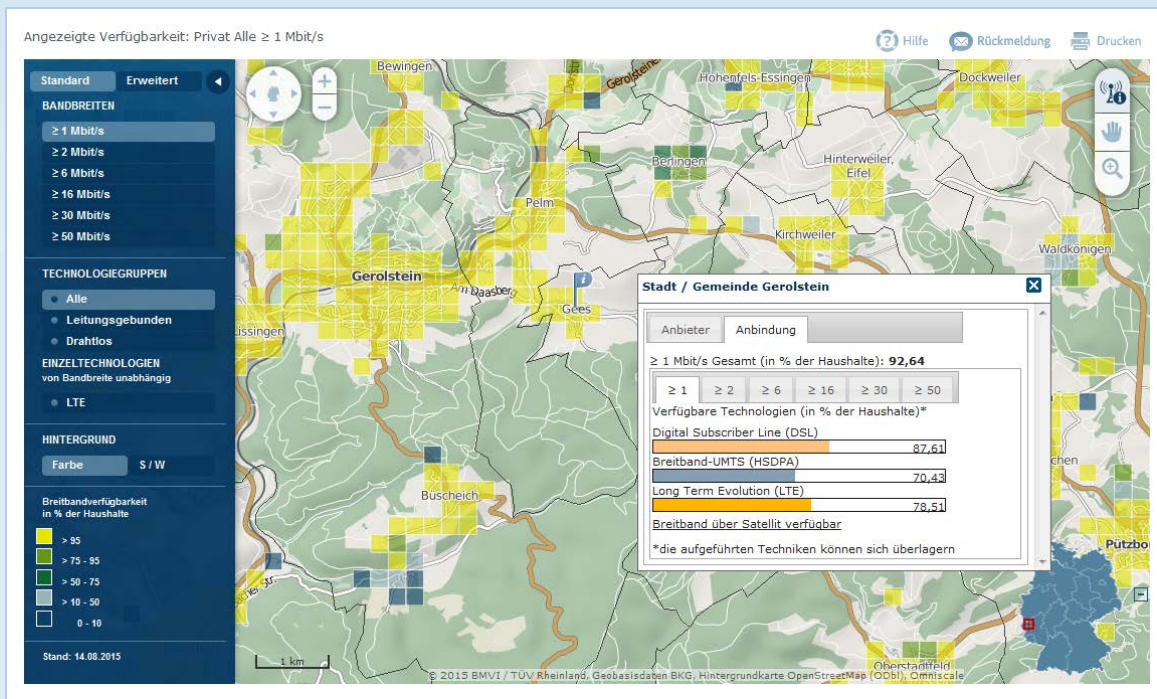 Angezeigte Verfügbarkeit: Privat Alle ≥ 1 Mbit/s
Hilfe
Rückmeldung
Drucken
Standard
Erweitert
BANDBREITEN
≥ 1 Mbit/s
≥ 2 Mbit/s
≥ 6 Mbit/s
≥ 16 Mbit/s
≥ 30 Mbit/s
≥ 50 Mbit/s
TECHNOLOGIEGRUPPEN
Alle
Leitungsgebunden
Drahtlos
EINZELTECHNOLOGIEN
von Bandbreite unabhängig
LTE
HINTERGRUND
Farbe
S / W
Breitbandverfügbarkeit
in % der Haushalte
> 95
> 75 - 95
> 50 - 75
> 10 - 50
0 - 10
Stand: 14.08.2015
Bewingen
Hohenfels-Essingen
Dockweiler
Berlingen
Hinterweiler,
Eifel
Pelm
Kirchweiler
Waldkönigen
Gerolstein
Am Daasberg
Gees
Büscheich
Oberstadtfeld
1 km
Stadt / Gemeinde Gerolstein
Anbieter
Anbindung
≥ 1 Mbit/s Gesamt (in % der Haushalte): 92,64
≥ 1
≥ 2
≥ 6
≥ 16
≥ 30
≥ 50
Verfügbare Technologien (in % der Haushalte)*
Digital Subscriber Line (DSL)
87,61
Breitband-UMTS (HSDPA)
70,43
Long Term Evolution (LTE)
78,51
Breitband über Satellit verfügbar
*die aufgeführten Techniken können sich überlagern
© 2015 BMVI / TÜV Rheinland, Geobasisdaten BKG, Hintergrundkarte OpenStreetMap (ODbl), Omniscale